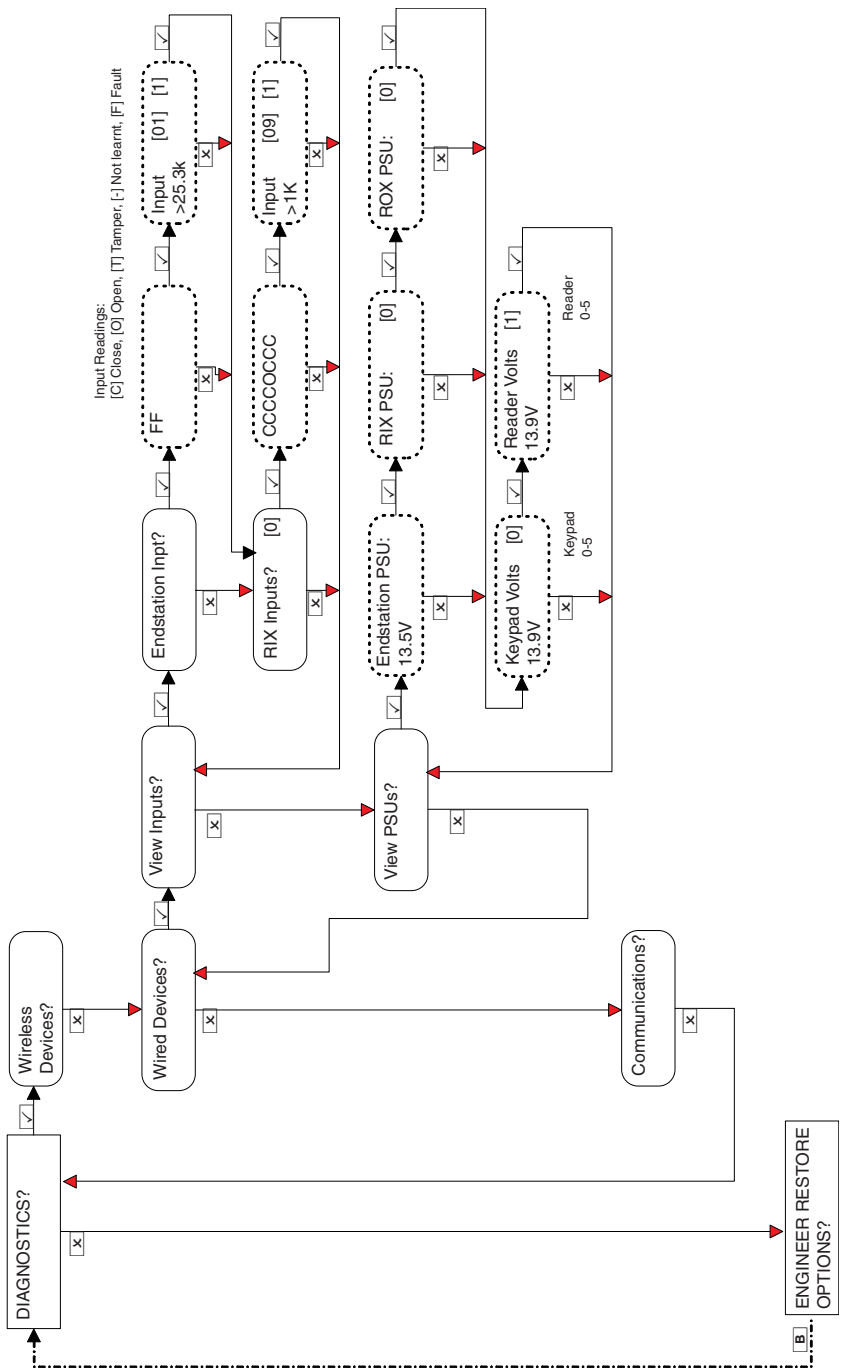 DIAGNOSTICS?
Wireless
Devices?
Wired Devices?
View Inputs?
Endstation Inpt?
FF
Input [01] [1]
>25.3k
Input Readings:
[C] Close, [O] Open, [T] Tamper, [-] Not learnt, [F] Fault
RIX Inputs?
[0]
CCCCOCCC
Input [09] [1]
>1K
View PSUs?
Endstation PSU:
13.5V
RIX PSU: [0]
ROX PSU: [0]
Keypad Volts [0]
13.9V
Keypad
0-5
Reader Volts [1]
13.9V
Reader
0-5
Communications?
ENGINEER RESTORE
OPTIONS?
B